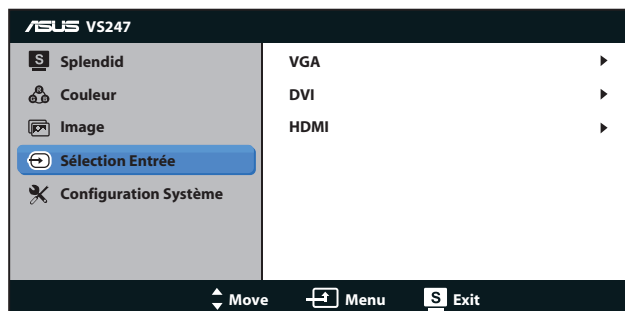 ASUS VS247
S Splendid
Couleur
Image
Sélection Entrée
Configuration Système
VGA
DVI
HDMI
Move Menu S Exit